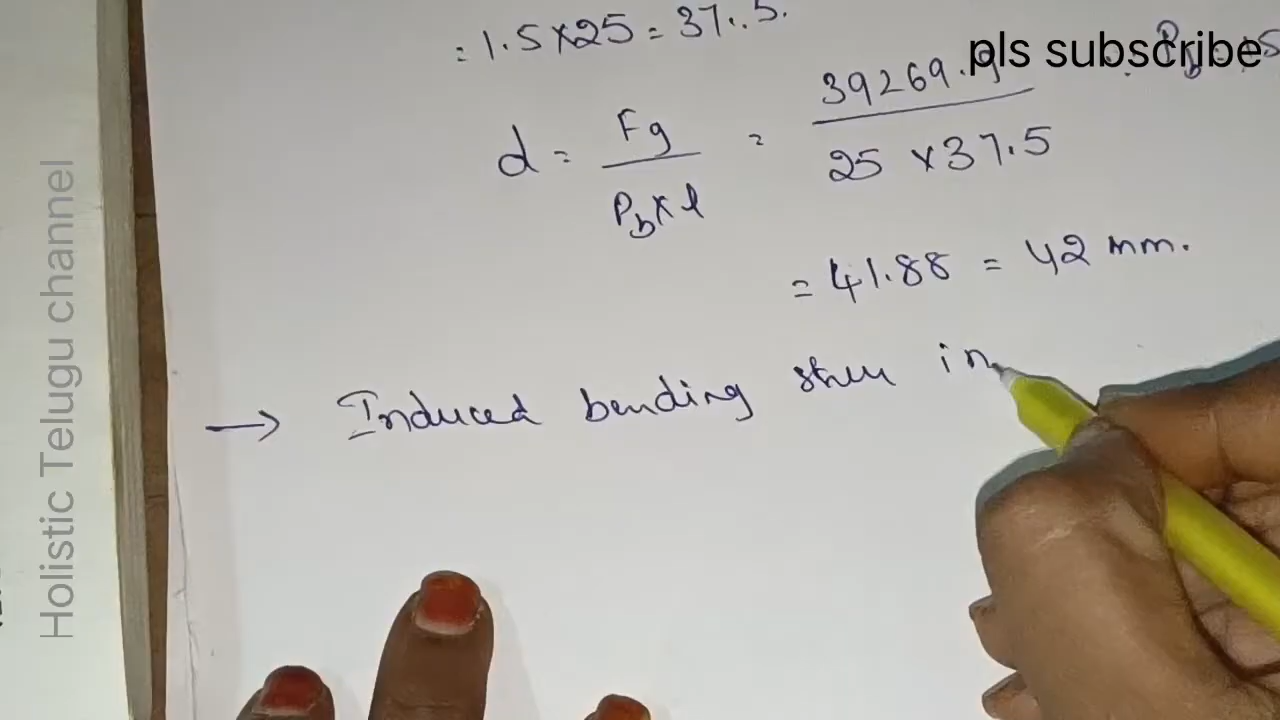 = 1.5×25 = 37.5.
pls subscribe
d = Fg / Pb×l = 39269.9 / 25 ×37.5
= 41.88 = 42 mm.
→ Induced bending stress in
Holistic Telugu channel